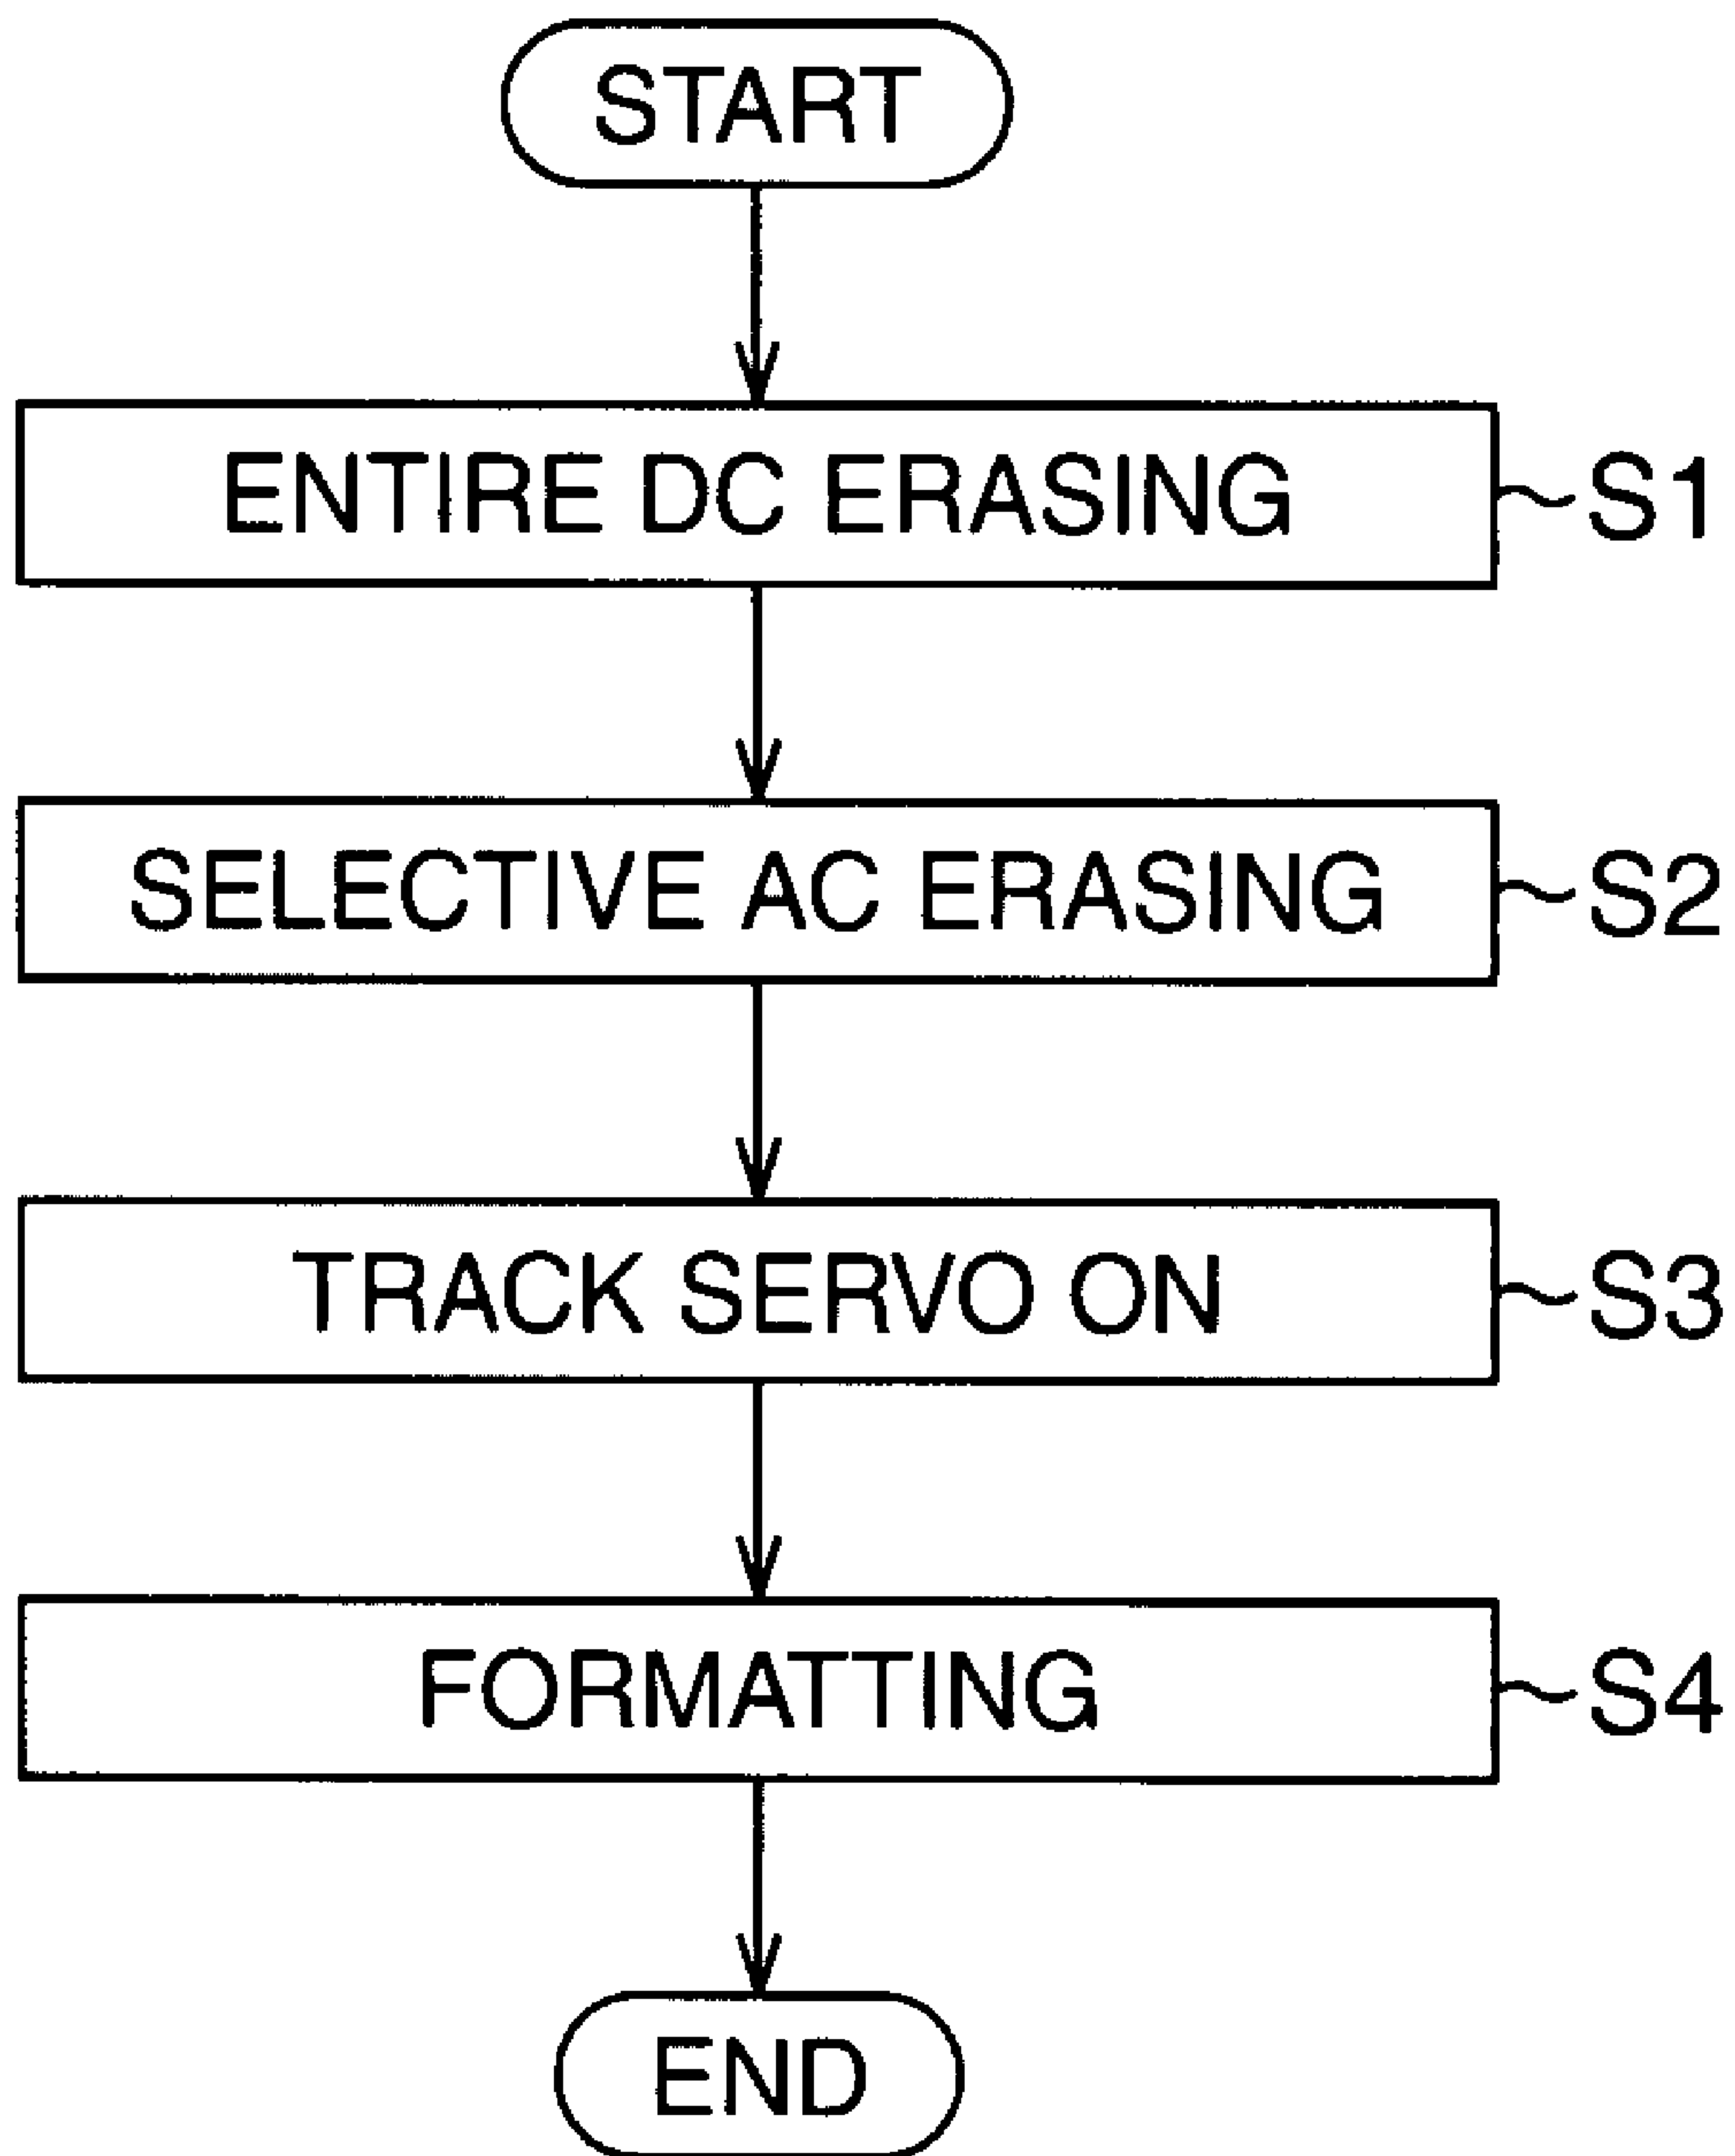 START
ENTIRE DC ERASING S1
SELECTIVE AC ERASING S2
TRACK SERVO ON S3
FORMATTING S4
END